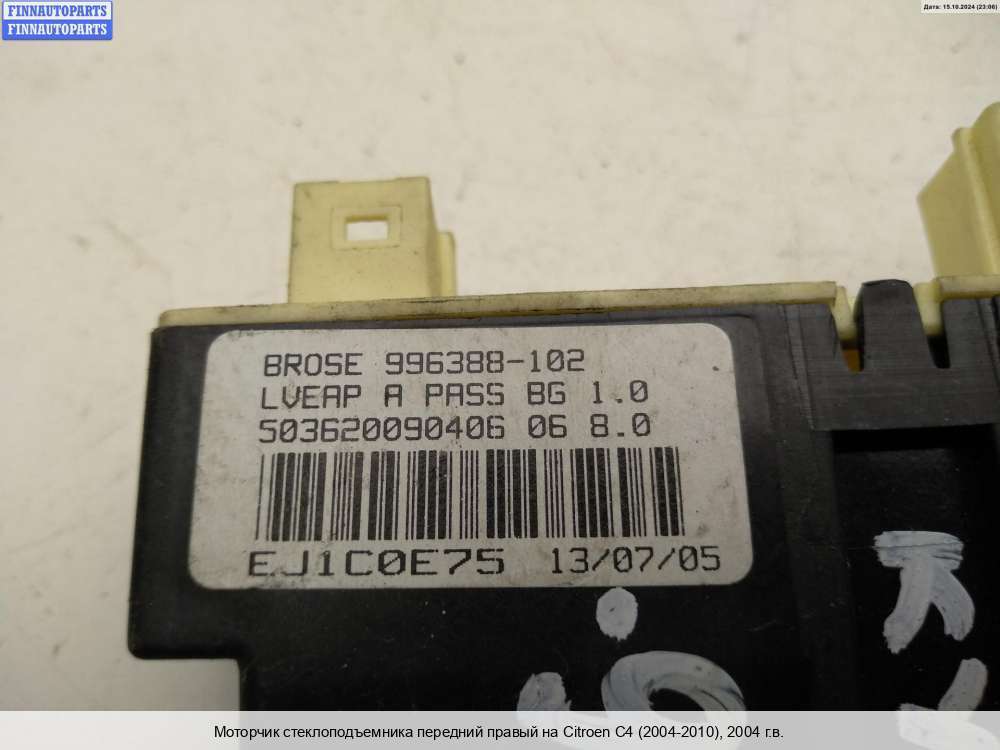 FINNAUTOPARTS
FINNAUTOPARTS
Дата: 15.10.2024 (23:06)
BROSE 996388-102
LVEAP A PASS BG 1.0
503620090406 06 8.0
EJ1C0E75 13/07/05
Моторчик стеклоподъемника передний правый на Citroen C4 (2004-2010), 2004 г.в.